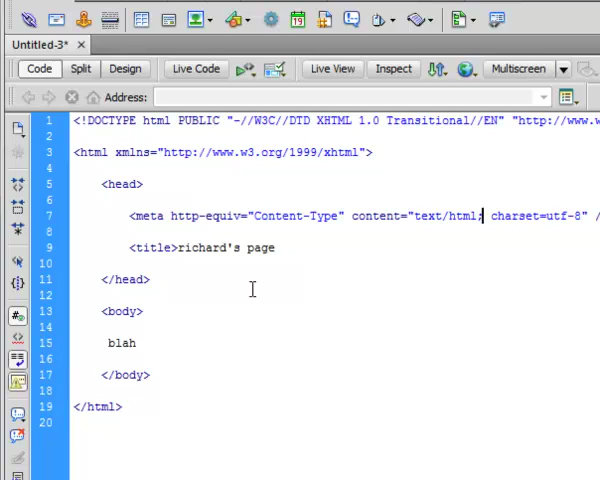 19
Untitled-3* ×
Code Split Design Live Code Live View Inspect Multiscreen
Address:
1 <!DOCTYPE html PUBLIC "-//W3C//DTD XHTML 1.0 Transitional//EN" "http://www.w
2
3 <html xmlns="http://www.w3.org/1999/xhtml">
4
5 <head>
6
7 <meta http-equiv="Content-Type" content="text/html; charset=utf-8" /
8
9 <title>richard's page
10
11 </head>
12
13 <body>
14
15 blah
16
17 </body>
18
19 </html>
20